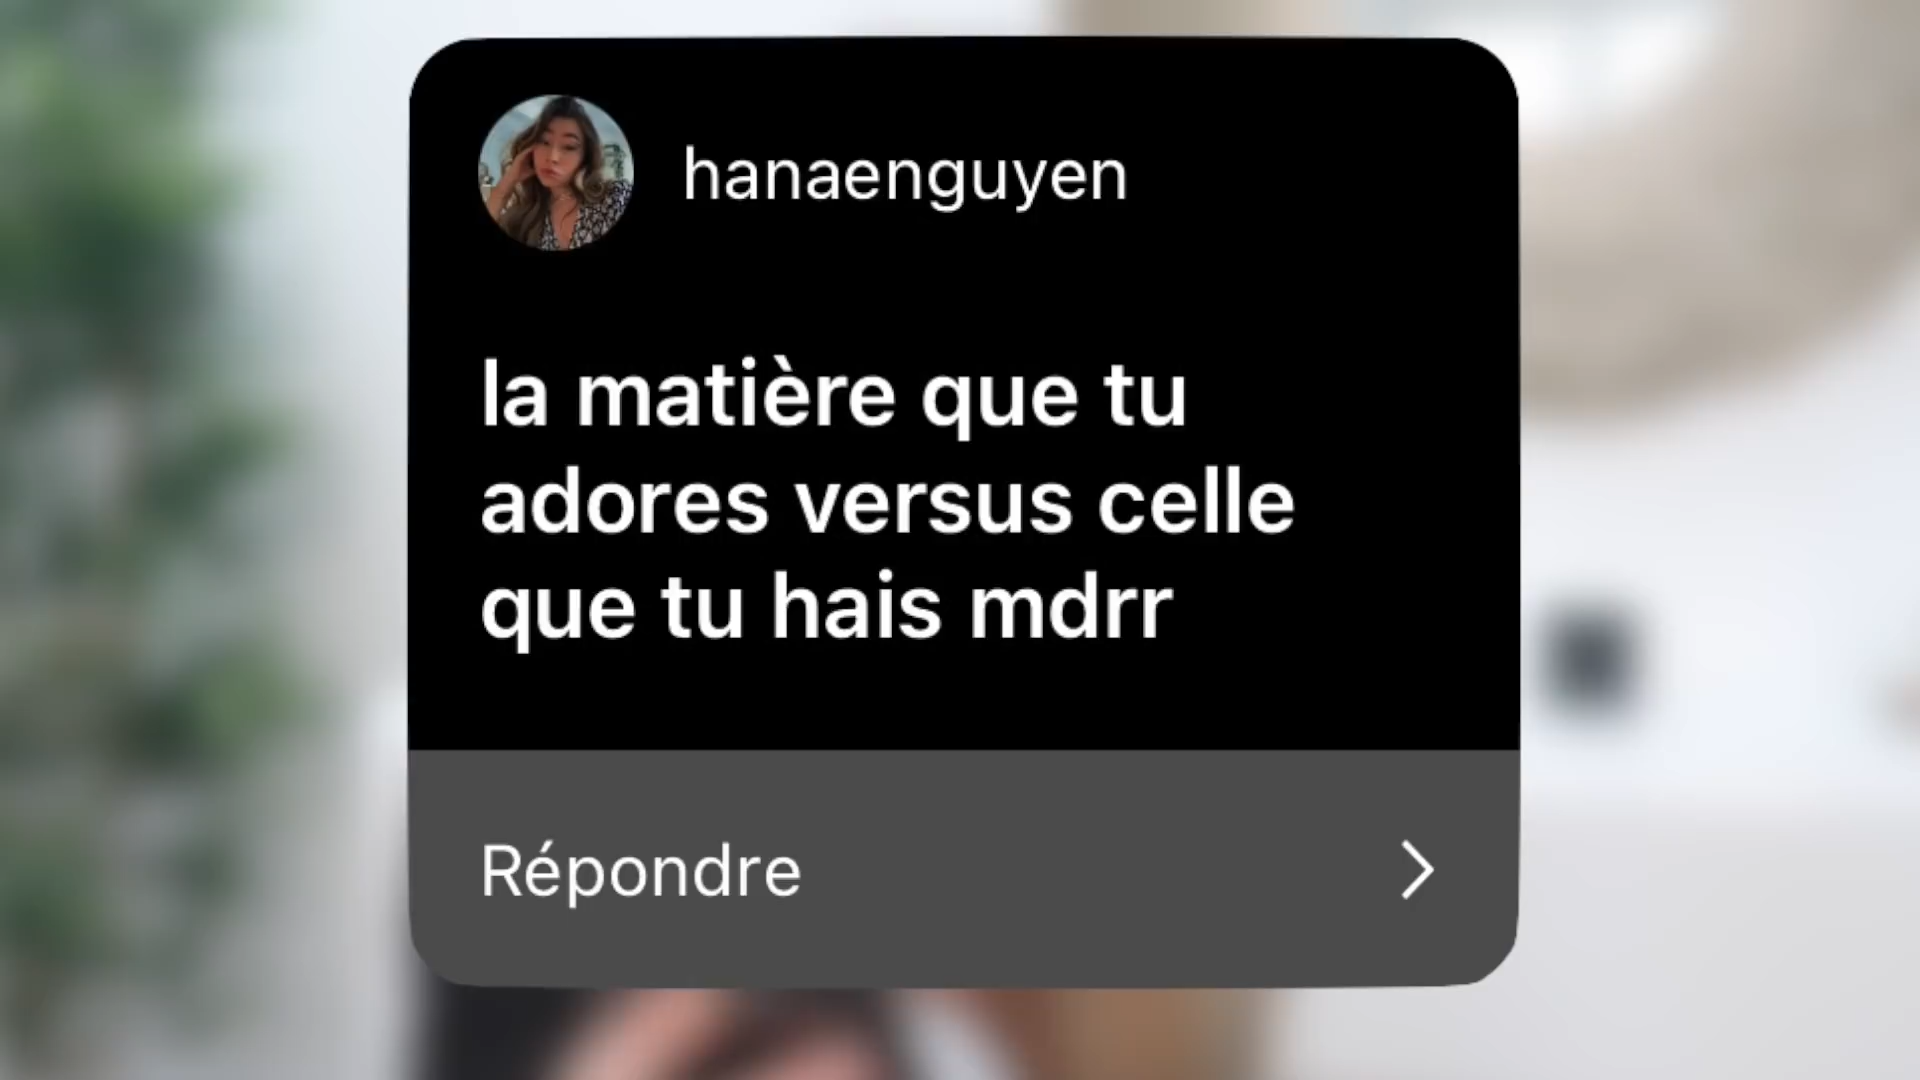 hanaenguyen
la matière que tu
adores versus celle
que tu hais mdrr
Répondre